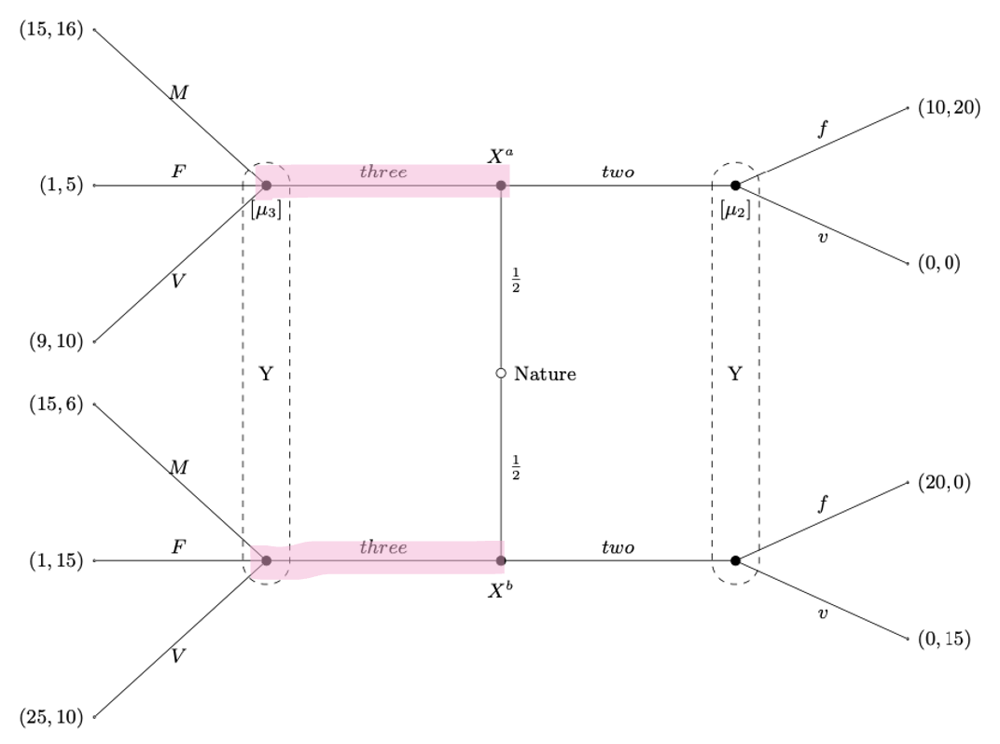 (15, 16)
M
X^a
(10, 20)
f
(1, 5)
F
three
two
[μ₃]
[μ₂]
v
(0, 0)
V
1/2
(9, 10)
Y
Nature
Y
(15, 6)
M
1/2
(20, 0)
f
(1, 15)
F
three
two
X^b
v
(0, 15)
V
(25, 10)